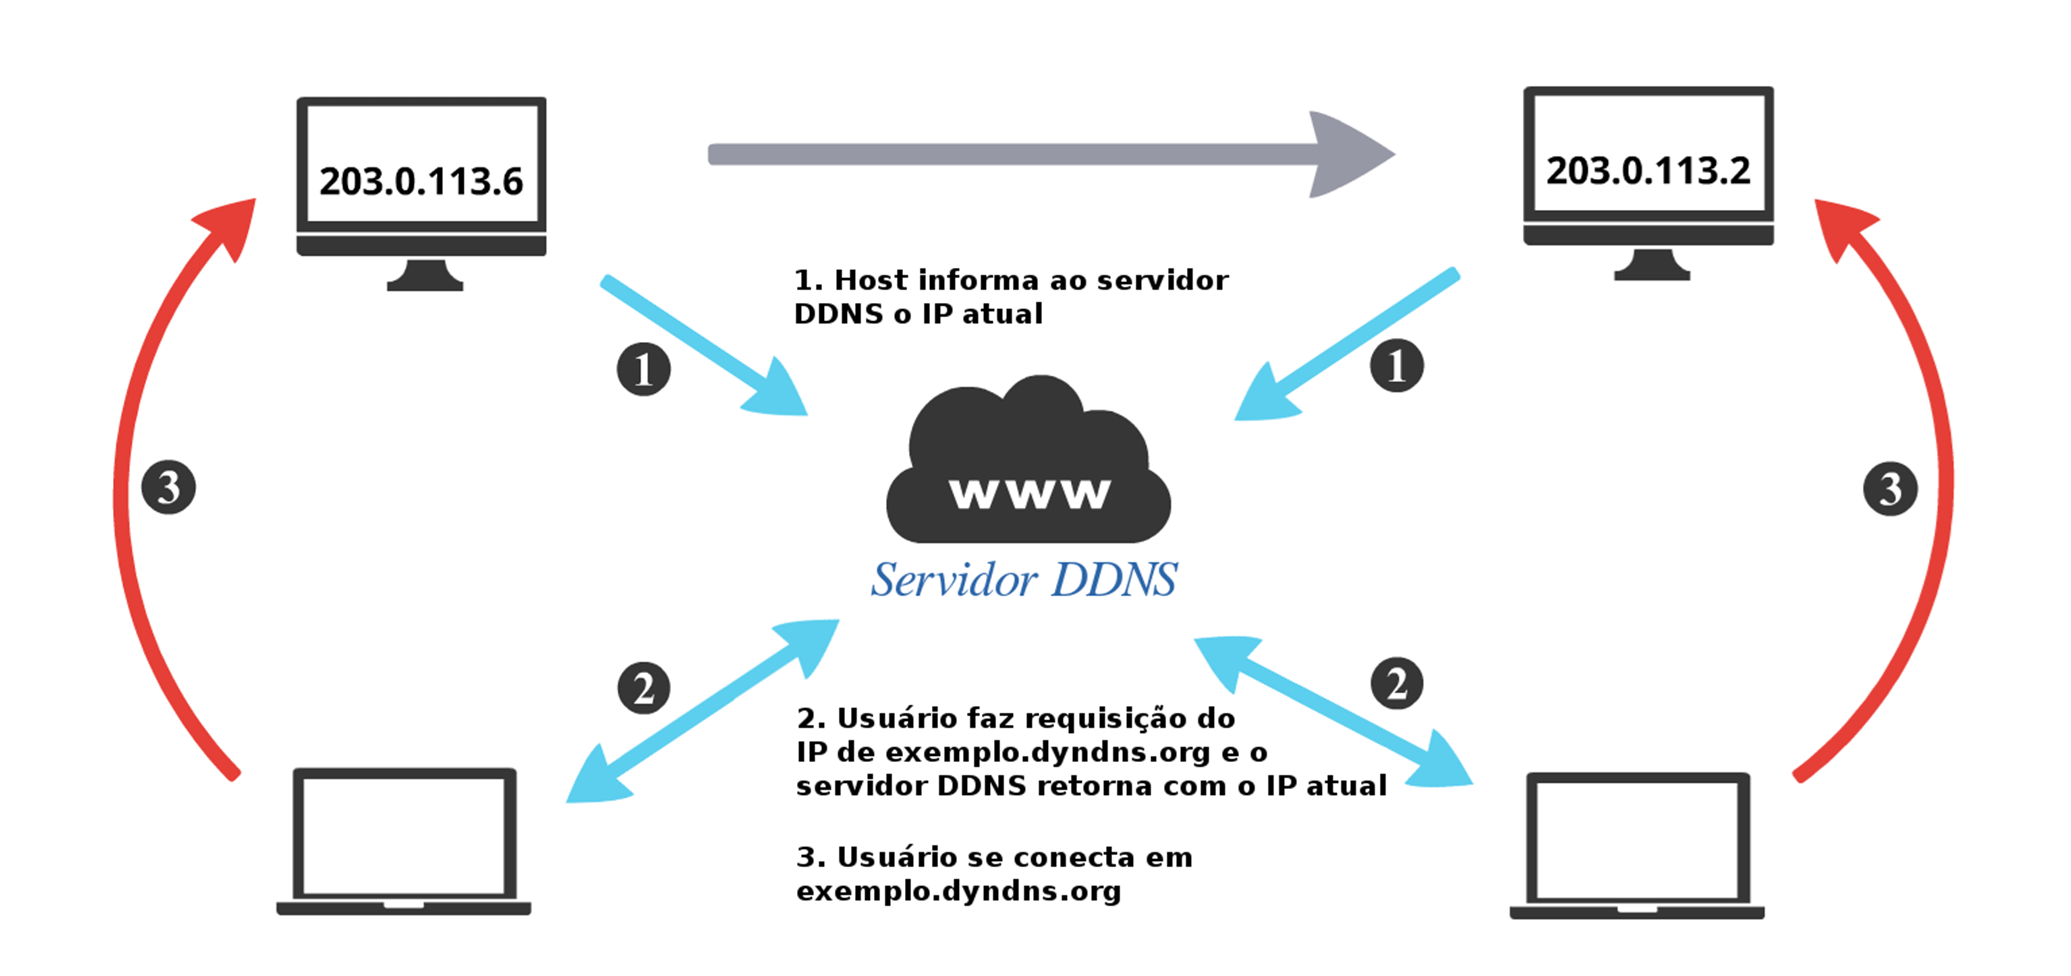 203.0.113.6
203.0.113.2
1. Host informa ao servidor
DDNS o IP atual
1
1
www
3
3
Servidor DDNS
2
2
2. Usuário faz requisição do
IP de exemplo.dyndns.org e o
servidor DDNS retorna com o IP atual
3. Usuário se conecta em
exemplo.dyndns.org